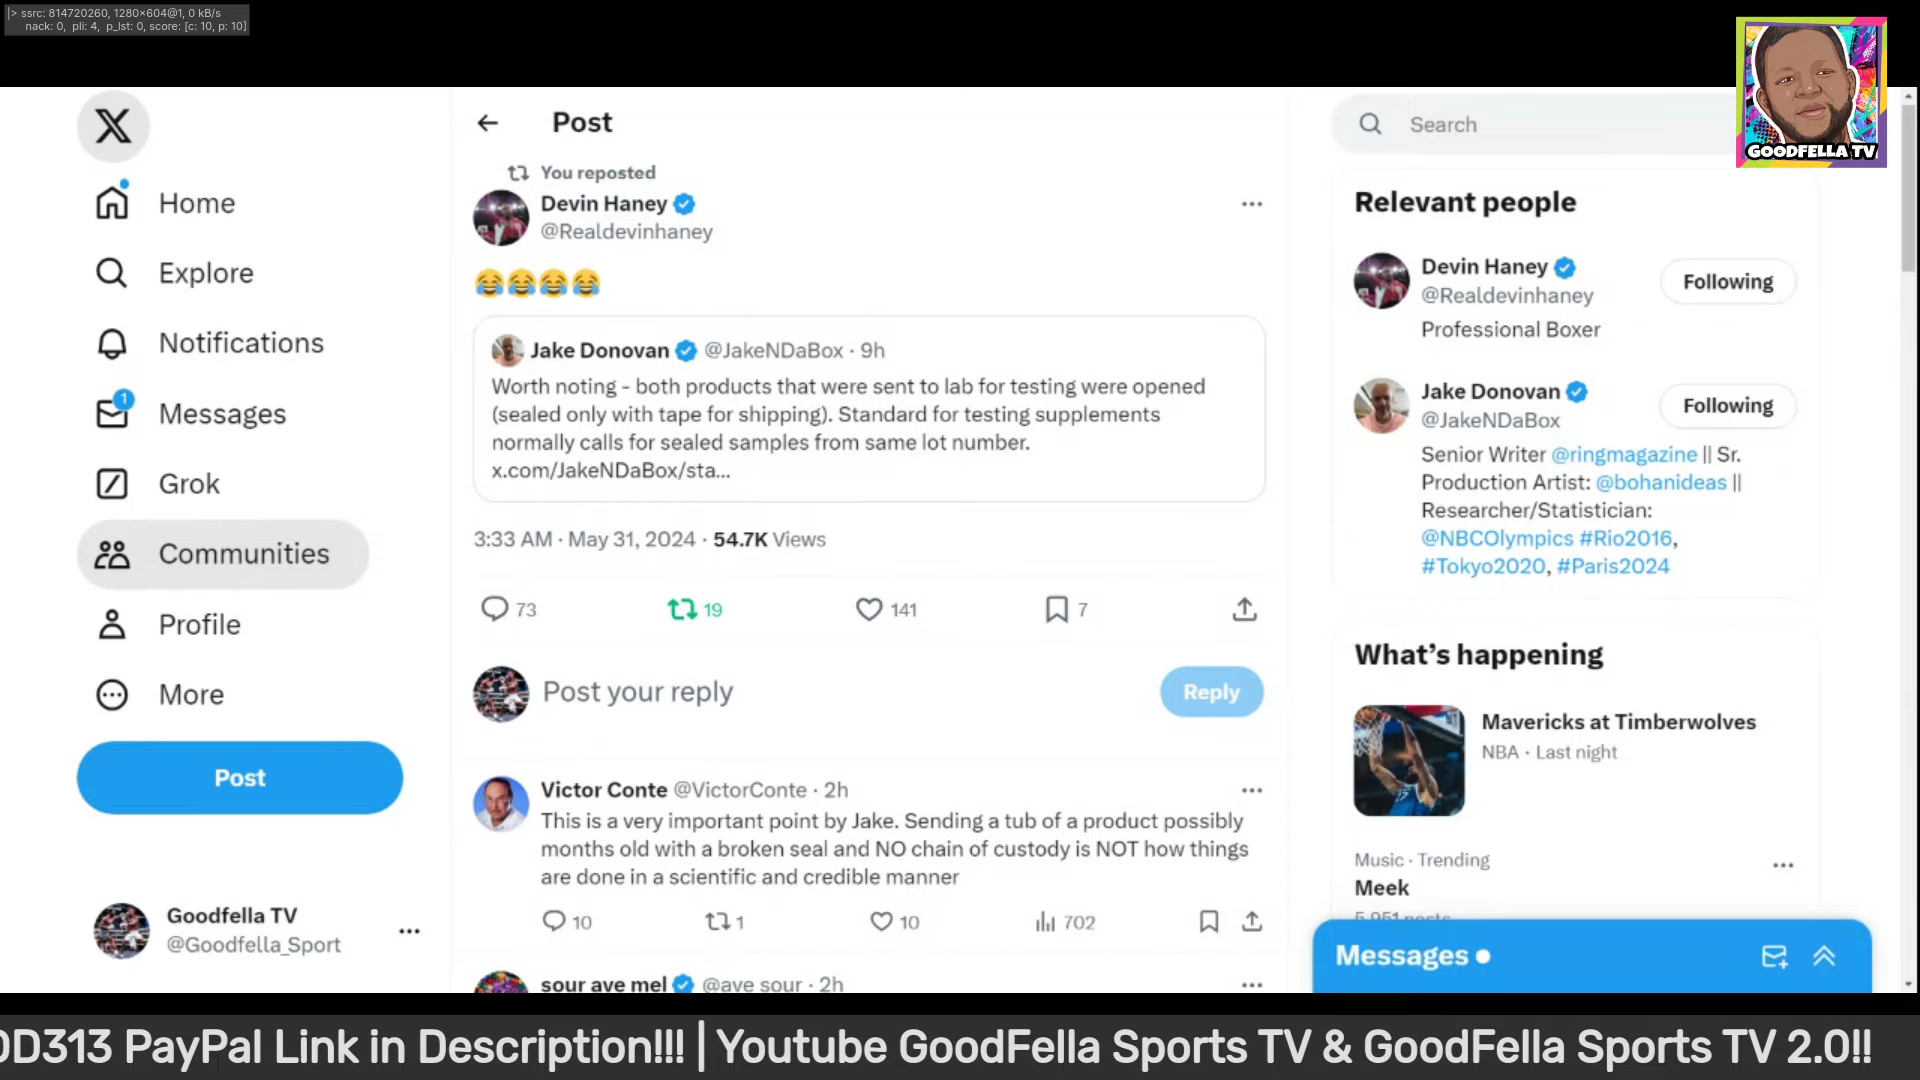 |> ssrc: 814720260, 1280×604@1, 0 kB/s
nack: 0, pli: 4, p_lst: 0, score: [c: 10, p: 10]
GOODFELLA TV
X
Home
Explore
Notifications
1
Messages
Grok
Communities
Profile
More
Post
Goodfella TV
@Goodfella_Sport
Post
You reposted
Devin Haney
@Realdevinhaney
😂😂😂😂
Jake Donovan @JakeNDaBox · 9h
Worth noting - both products that were sent to lab for testing were opened
(sealed only with tape for shipping). Standard for testing supplements
normally calls for sealed samples from same lot number.
x.com/JakeNDaBox/sta...
3:33 AM · May 31, 2024 · 54.7K Views
73 19 141 7
Post your reply
Reply
Victor Conte @VictorConte · 2h
This is a very important point by Jake. Sending a tub of a product possibly
months old with a broken seal and NO chain of custody is NOT how things
are done in a scientific and credible manner
10 1 10 702
sour ave mel @ave sour · 2h
Search
Relevant people
Devin Haney
@Realdevinhaney
Following
Professional Boxer
Jake Donovan
@JakeNDaBox
Following
Senior Writer @ringmagazine || Sr.
Production Artist: @bohanideas ||
Researcher/Statistician:
@NBCOlympics #Rio2016,
#Tokyo2020, #Paris2024
What's happening
Mavericks at Timberwolves
NBA · Last night
Music · Trending
Meek
5,951 posts
Messages
OD313 PayPal Link in Description!!! | Youtube GoodFella Sports TV & GoodFella Sports TV 2.0!!